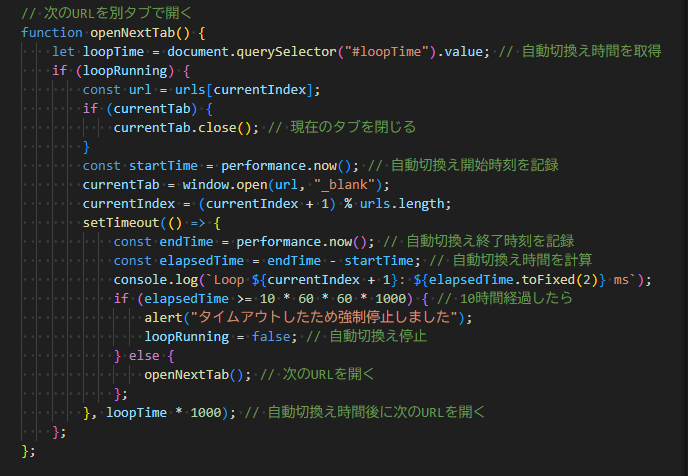 // 次のURLを別タブで開く
function openNextTab() {
let loopTime = document.querySelector("#loopTime").value; // 自動切換え時間を取得
if (loopRunning) {
const url = urls[currentIndex];
if (currentTab) {
currentTab.close(); // 現在のタブを閉じる
}
const startTime = performance.now(); // 自動切換え開始時刻を記録
currentTab = window.open(url, "_blank");
currentIndex = (currentIndex + 1) % urls.length;
setTimeout(() => {
const endTime = performance.now(); // 自動切換え終了時刻を記録
const elapsedTime = endTime - startTime; // 自動切換え時間を計算
console.log(`Loop ${currentIndex + 1}: ${elapsedTime.toFixed(2)} ms`);
if (elapsedTime >= 10 * 60 * 60 * 1000) { // 10時間経過したら
alert("タイムアウトしたため強制停止しました");
loopRunning = false; // 自動切換え停止
} else {
openNextTab(); // 次のURLを開く
};
}, loopTime * 1000); // 自動切換え時間後に次のURLを開く
};
};